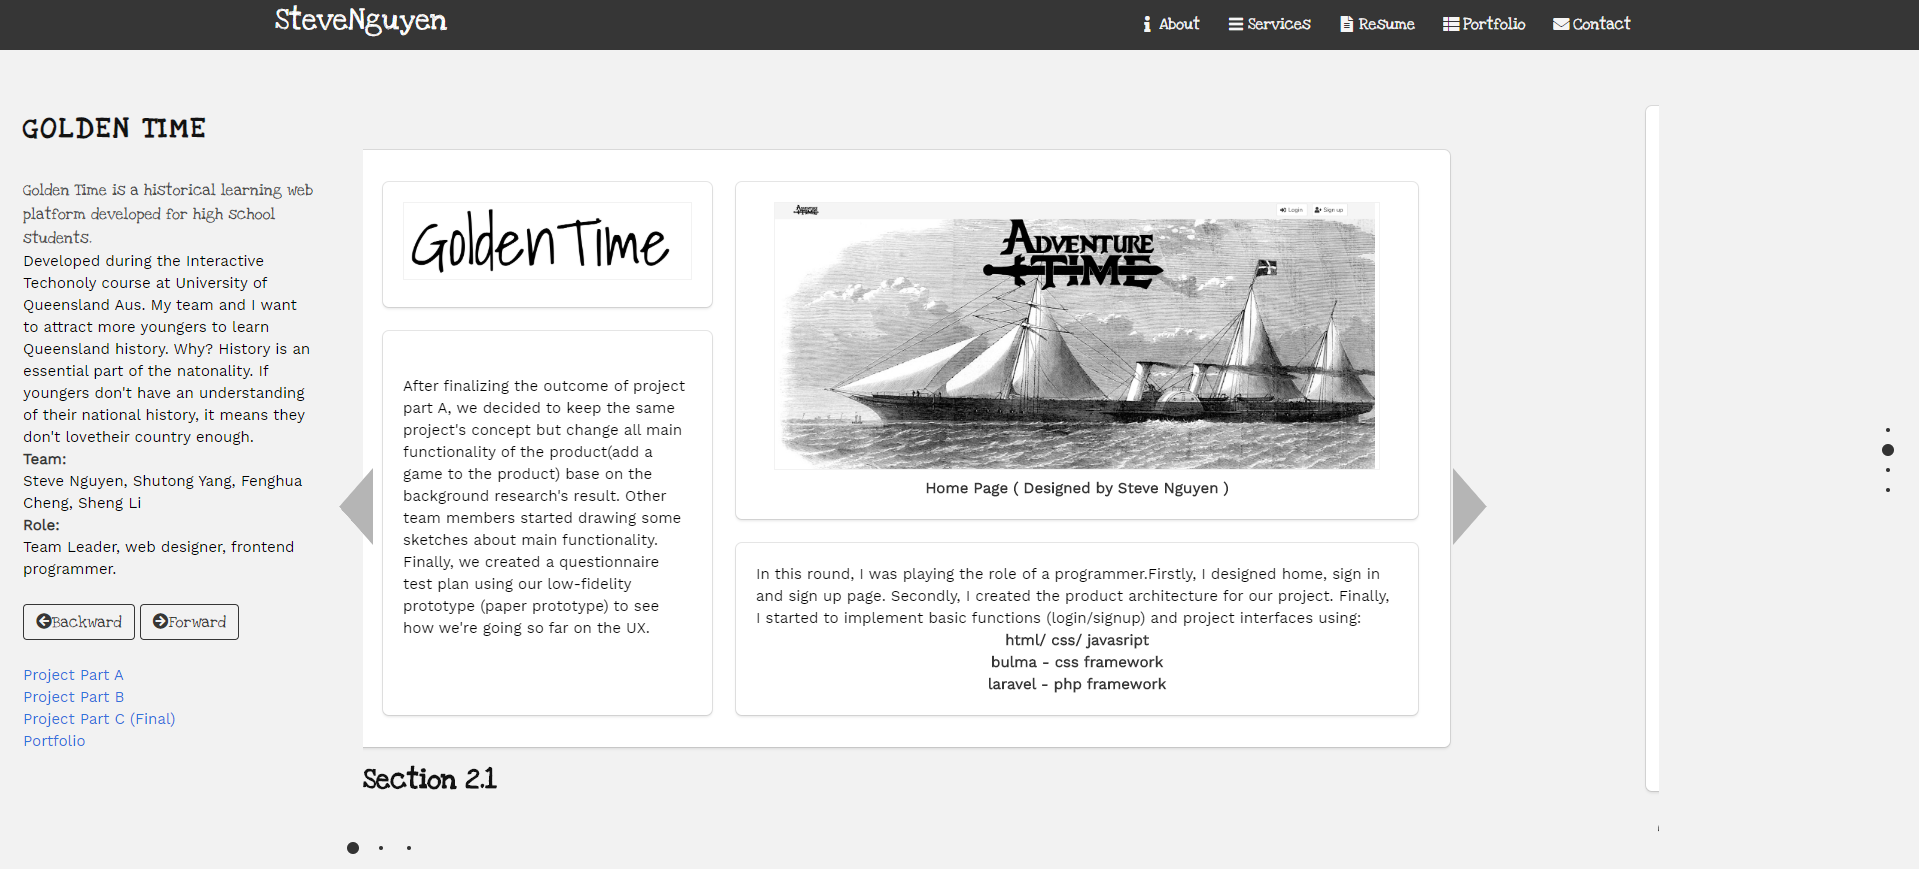 SteveNguyen
About
Services
Resume
Portfolio
Contact
GOLDEN TIME
Golden Time is a historical learning web
platform developed for high school
students.
Developed during the Interactive
Techonoly course at University of
Queensland Aus. My team and I want
to attract more youngers to learn
Queensland history. Why? History is an
essential part of the natonality. If
youngers don't have an understanding
of their national history, it means they
don't lovetheir country enough.
Team:
Steve Nguyen, Shutong Yang, Fenghua
Cheng, Sheng Li
Role:
Team Leader, web designer, frontend
programmer.
Backward
Forward
Project Part A
Project Part B
Project Part C (Final)
Portfolio
Golden Time
After finalizing the outcome of project
part A, we decided to keep the same
project's concept but change all main
functionality of the product(add a
game to the product) base on the
background research's result. Other
team members started drawing some
sketches about main functionality.
Finally, we created a questionnaire
test plan using our low-fidelity
prototype (paper prototype) to see
how we're going so far on the UX.
ADVENTURE
TIME
Login
Sign up
ADVENTURE
TIME
Home Page ( Designed by Steve Nguyen )
In this round, I was playing the role of a programmer.Firstly, I designed home, sign in
and sign up page. Secondly, I created the product architecture for our project. Finally,
I started to implement basic functions (login/signup) and project interfaces using:
html/ css/ javasript
bulma - css framework
laravel - php framework
Section 2.1